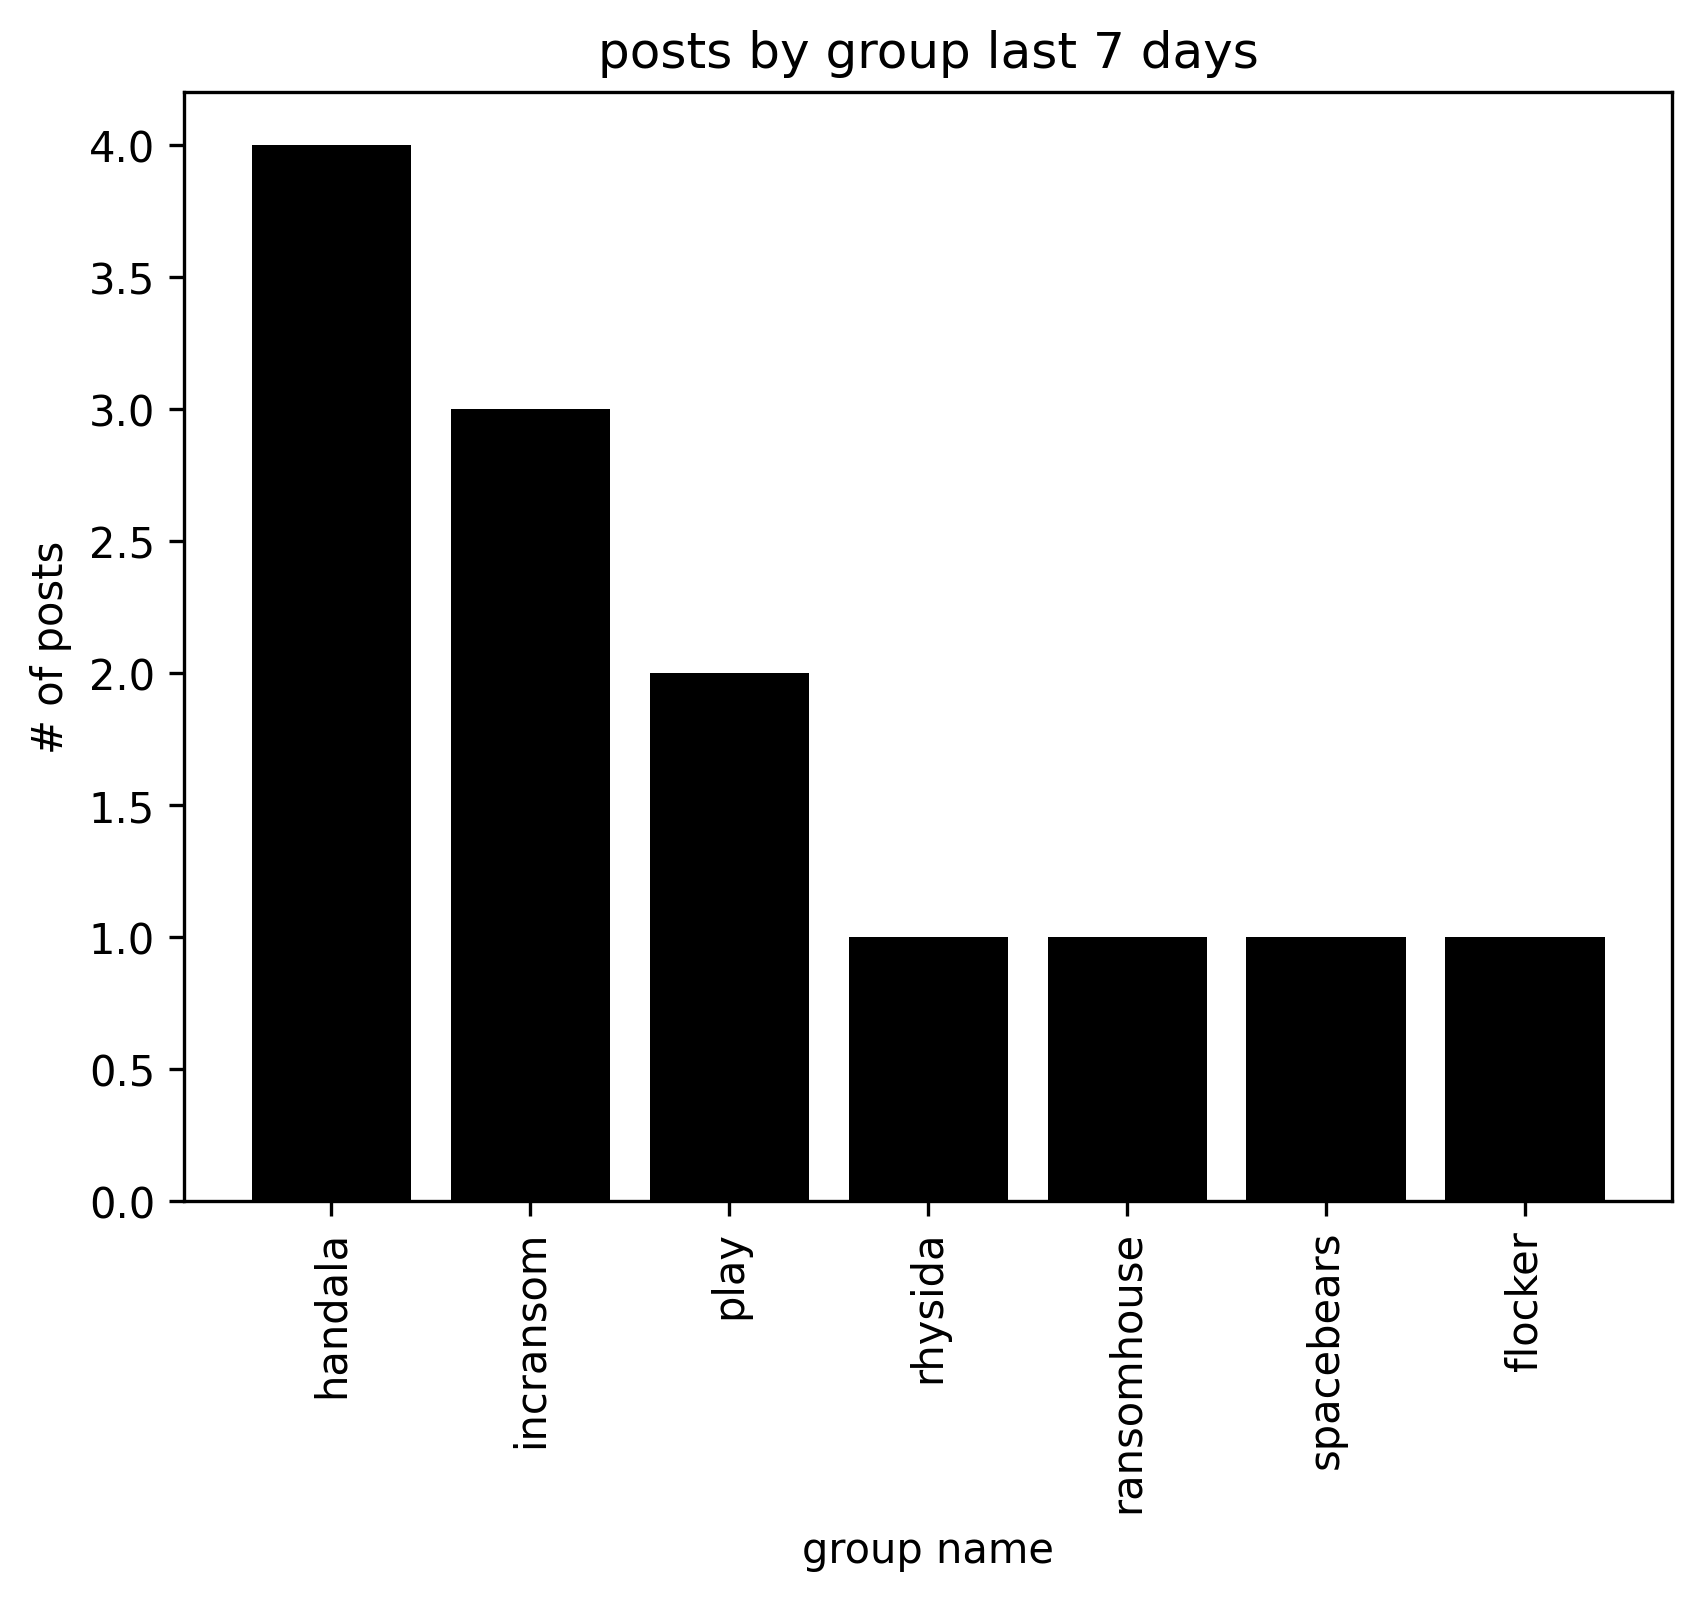 posts by group last 7 days
4.0
3.5
3.0
2.5
2.0
1.5
1.0
0.5
0.0
# of posts
handala
incransom
play
rhysida
ransomhouse
spacebears
flocker
group name